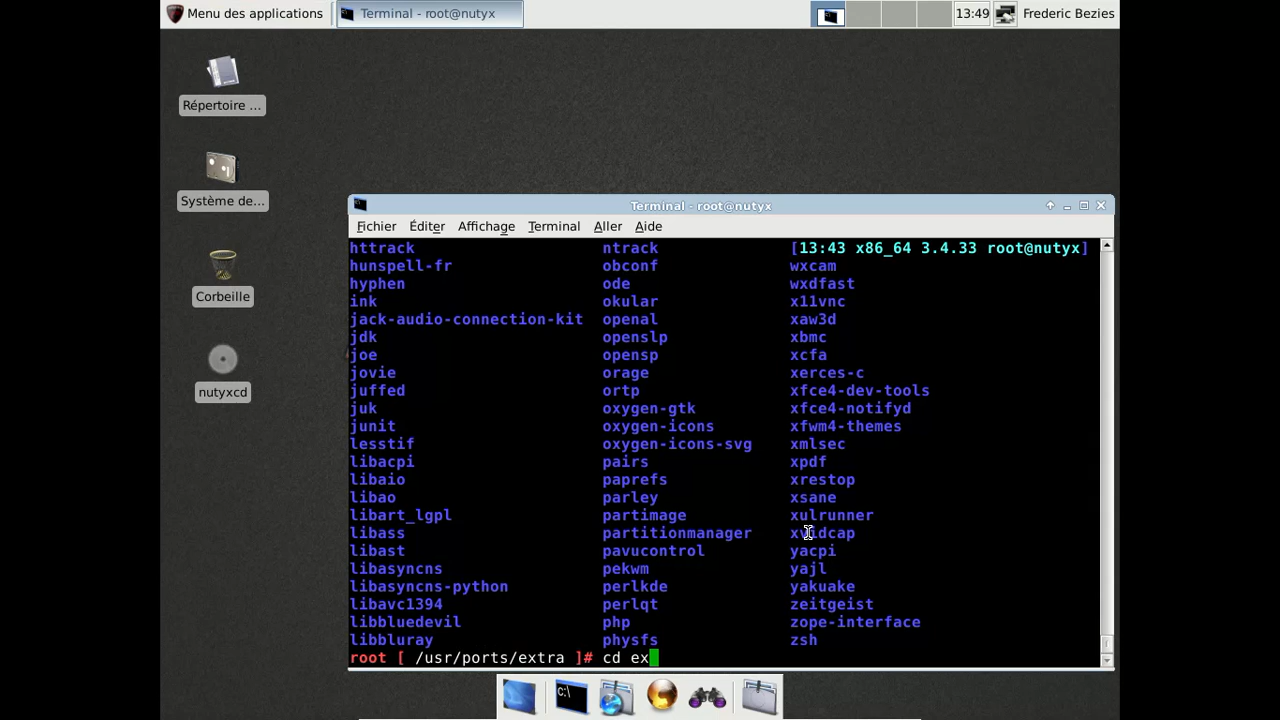 Menu des applications
Terminal - root@nutyx
13:49
Frederic Bezies
Répertoire ...
Système de...
Corbeille
nutyxcd
Terminal - root@nutyx
Fichier Éditer Affichage Terminal Aller Aide
httrack ntrack [13:43 x86_64 3.4.33 root@nutyx]
hunspell-fr obconf wxcam
hyphen ode wxdfast
ink okular x11vnc
jack-audio-connection-kit openal xaw3d
jdk openslp xbmc
joe opensp xcfa
jovie orage xerces-c
juffed ortp xfce4-dev-tools
juk oxygen-gtk xfce4-notifyd
junit oxygen-icons xfwm4-themes
lesstif oxygen-icons-svg xmlsec
libacpi pairs xpdf
libaio paprefs xrestop
libao parley xsane
libart_lgpl partimage xulrunner
libass partitionmanager xvidcap
libast pavucontrol yacpi
libasyncns pekwm yajl
libasyncns-python perlkde yakuake
libavc1394 perlqt zeitgeist
libbluedevil php zope-interface
libbluray physfs zsh
root [ /usr/ports/extra ]# cd ex
C:\